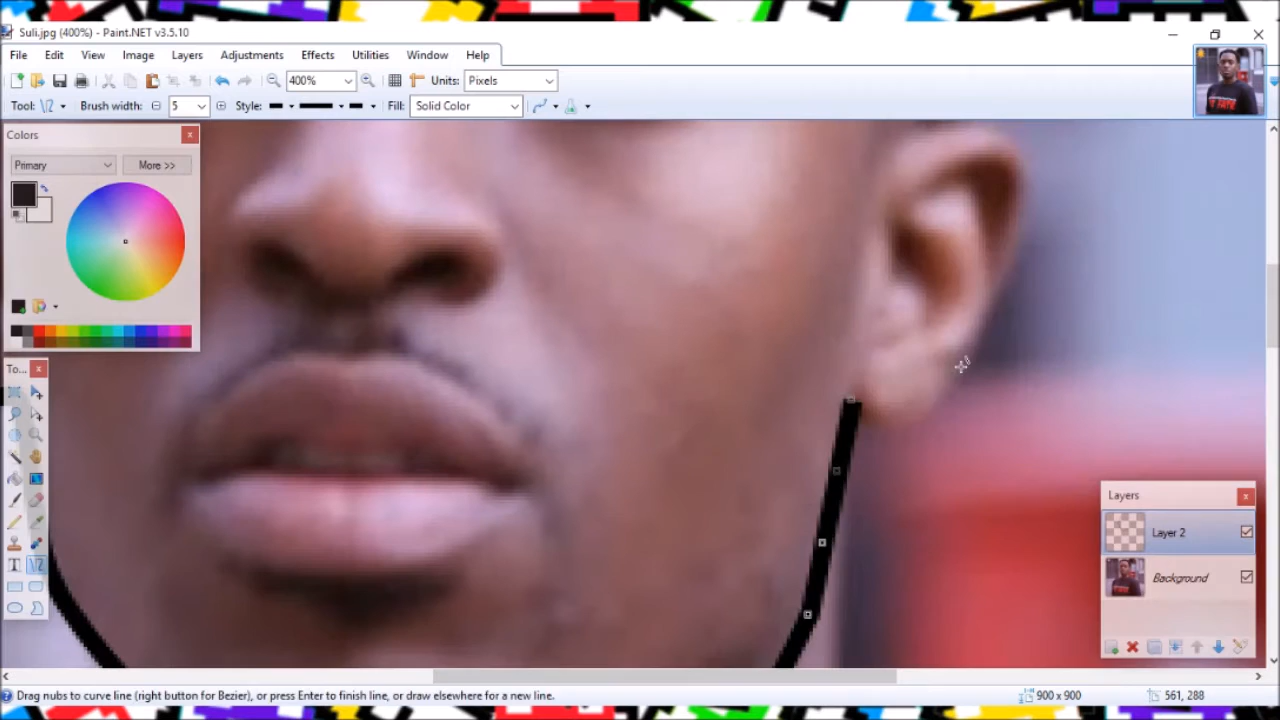 Suli.jpg (400%) - Paint.NET v3.5.10
File Edit View Image Layers Adjustments Effects Utilities Window Help
400% Units: Pixels
Tool: Brush width: 5 Style: Fill: Solid Color
Colors
Primary More >>
To...
Layers
Layer 2
Background
Drag nubs to curve line (right button for Bezier), or press Enter to finish line, or draw elsewhere for a new line. 900 x 900 561, 288